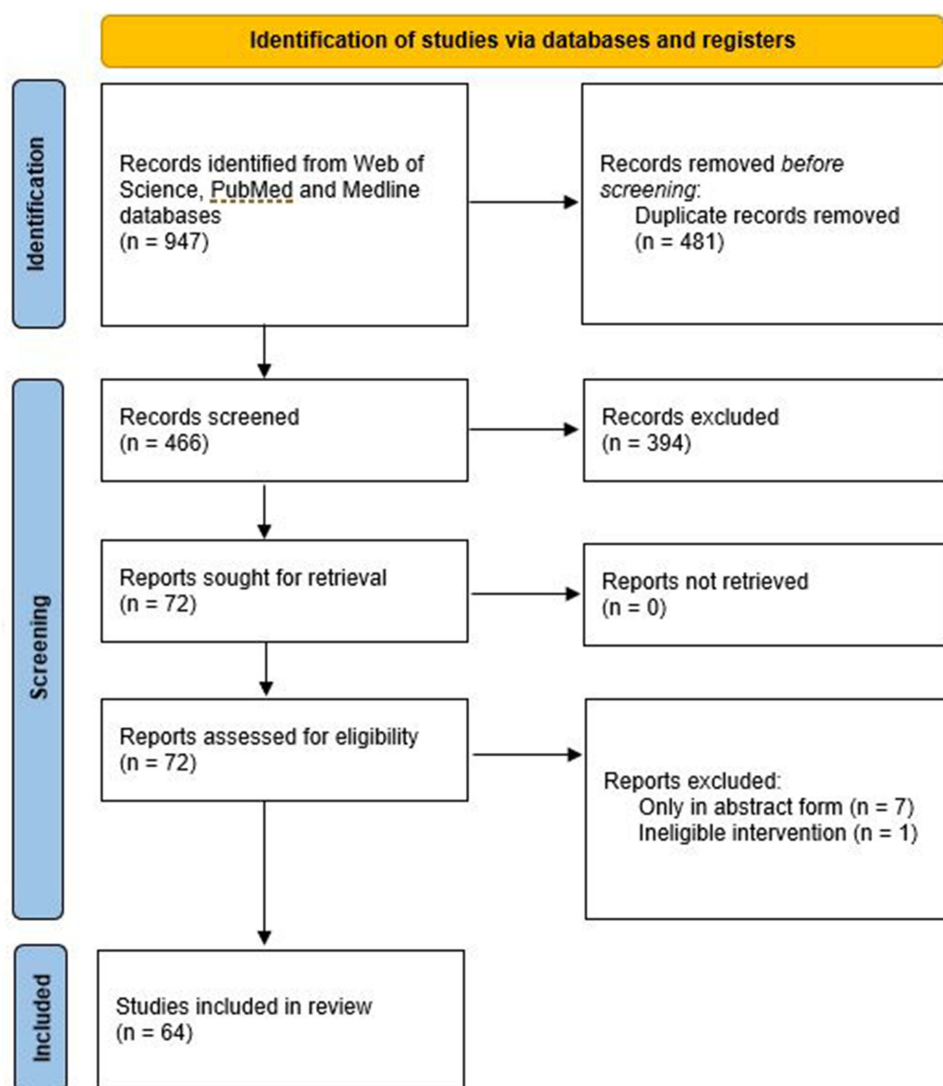 Identification of studies via databases and registers
Identification
Records identified from Web of
Science, PubMed and Medline
databases
(n = 947)
Records removed before
screening:
Duplicate records removed
(n = 481)
Screening
Records screened
(n = 466)
Records excluded
(n = 394)
Reports sought for retrieval
(n = 72)
Reports not retrieved
(n = 0)
Reports assessed for eligibility
(n = 72)
Reports excluded:
Only in abstract form (n = 7)
Ineligible intervention (n = 1)
Included
Studies included in review
(n = 64)